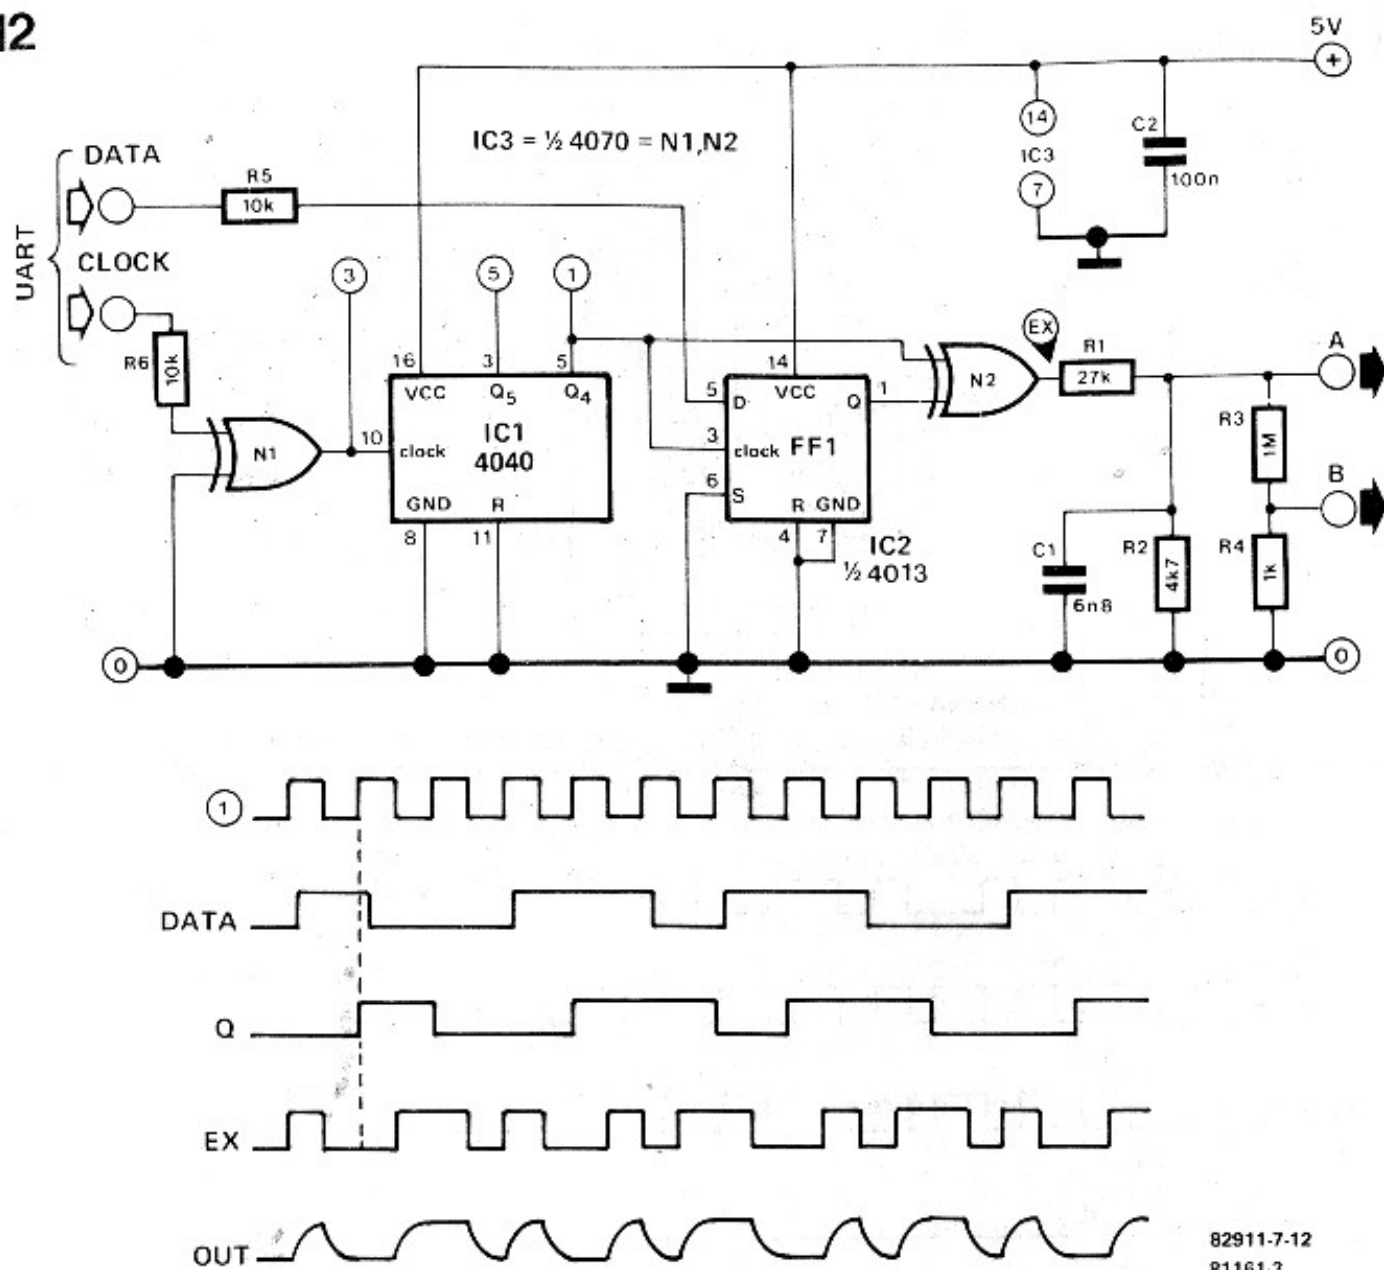 12
5V
+
IC3 = ½ 4070 = N1,N2
14
IC3
7
C2
100n
DATA
R5
10k
UART
CLOCK
R6
10k
3
5
1
N1
10
16
3
5
VCC
Q5
Q4
clock
IC1
4040
GND
R
8
11
14
5
D
VCC
Q
1
3
clock
FF1
6
S
R
GND
4
7
IC2
½ 4013
N2
EX
R1
27k
A
R3
1M
B
C1
6n8
R2
4k7
R4
1k
0
0
1
DATA
Q
EX
OUT
82911-7-12